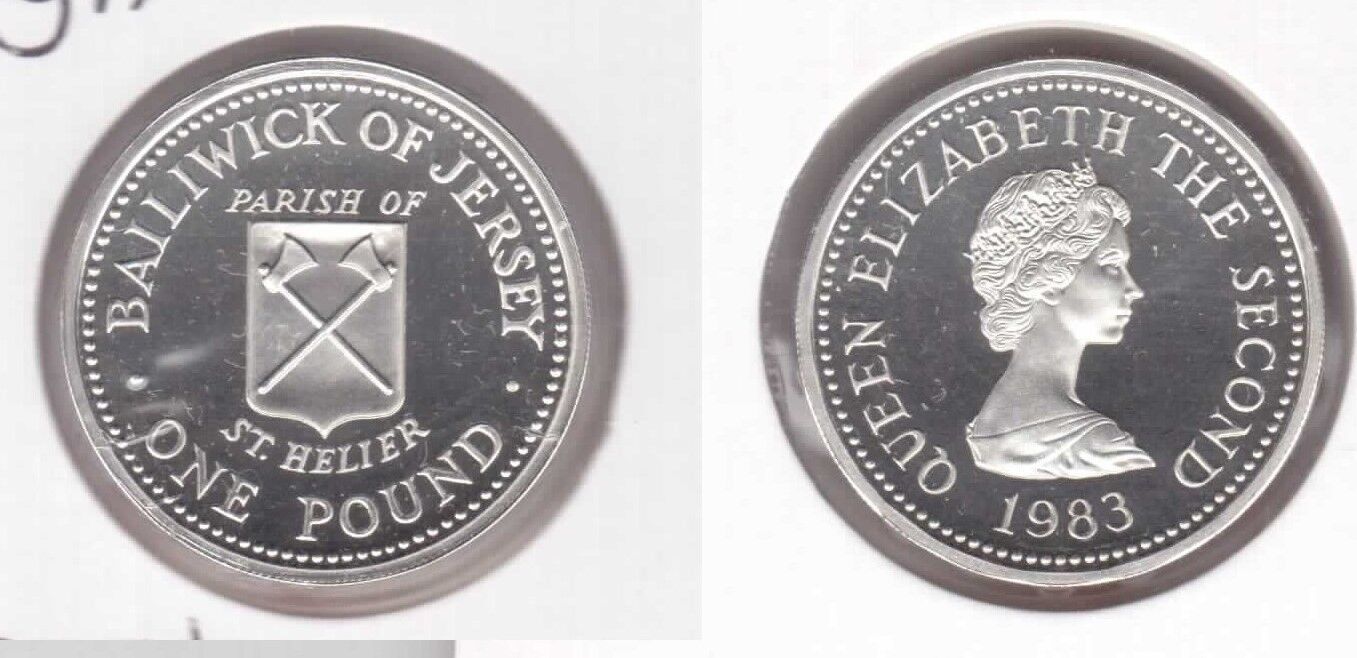 BAILIWICK OF JERSEY
PARISH OF
ST. HELIER
ONE POUND
QUEEN ELIZABETH THE SECOND
1983